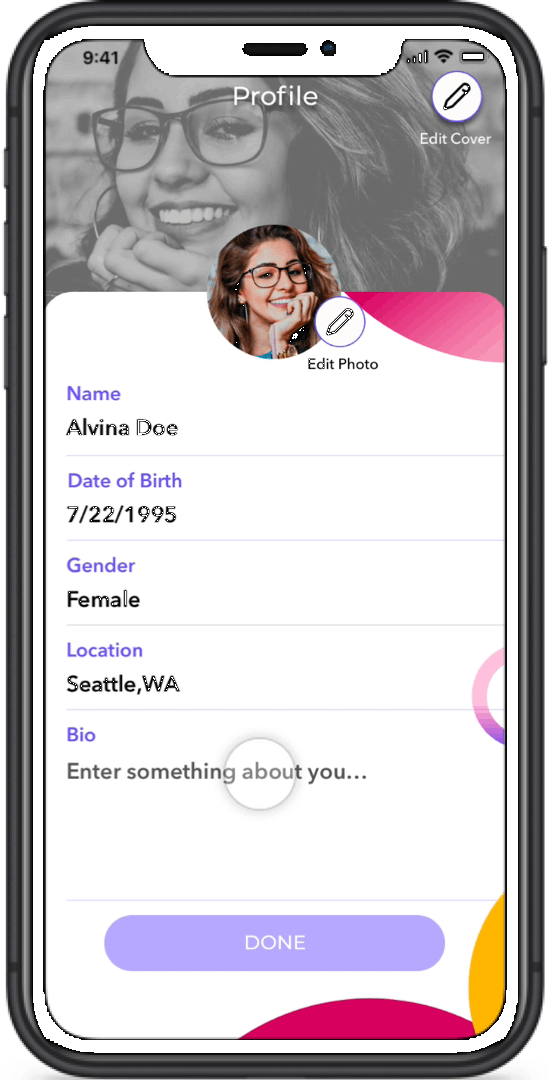 9:41
Profile
Edit Cover
Edit Photo
Name
Alvina Doe
Date of Birth
7/22/1995
Gender
Female
Location
Seattle,WA
Bio
Enter something about you...
DONE